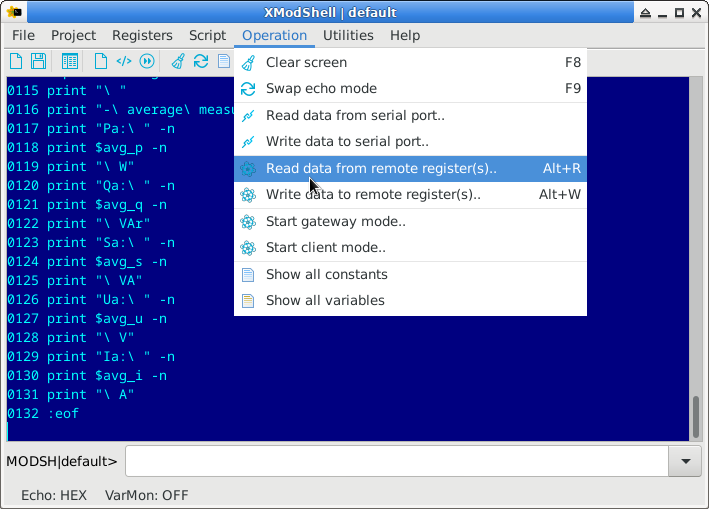 XModShell | default
File Project Registers Script Operation Utilities Help
Clear screen F8
Swap echo mode F9
Read data from serial port..
Write data to serial port..
Read data from remote register(s).. Alt+R
Write data to remote register(s).. Alt+W
Start gateway mode..
Start client mode..
Show all constants
Show all variables
0115 print "\ "
0116 print "-\ average\
0117 print "Pa:\ " -n
0118 print $avg_p -n
0119 print "\ W"
0120 print "Qa:\ " -n
0121 print $avg_q -n
0122 print "\ VAr"
0123 print "Sa:\ " -n
0124 print $avg_s -n
0125 print "\ VA"
0126 print "Ua:\ " -n
0127 print $avg_u -n
0128 print "\ V"
0129 print "Ia:\ " -n
0130 print $avg_i -n
0131 print "\ A"
0132 :eof
MODSH|default>
Echo: HEX VarMon: OFF